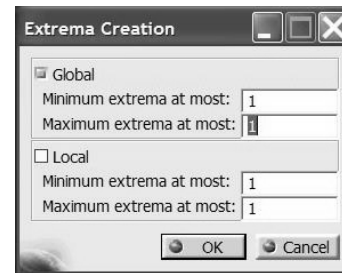 Extrema Creation
Global
Minimum extrema at most: 1
Maximum extrema at most: 1
Local
Minimum extrema at most: 1
Maximum extrema at most: 1
OK Cancel